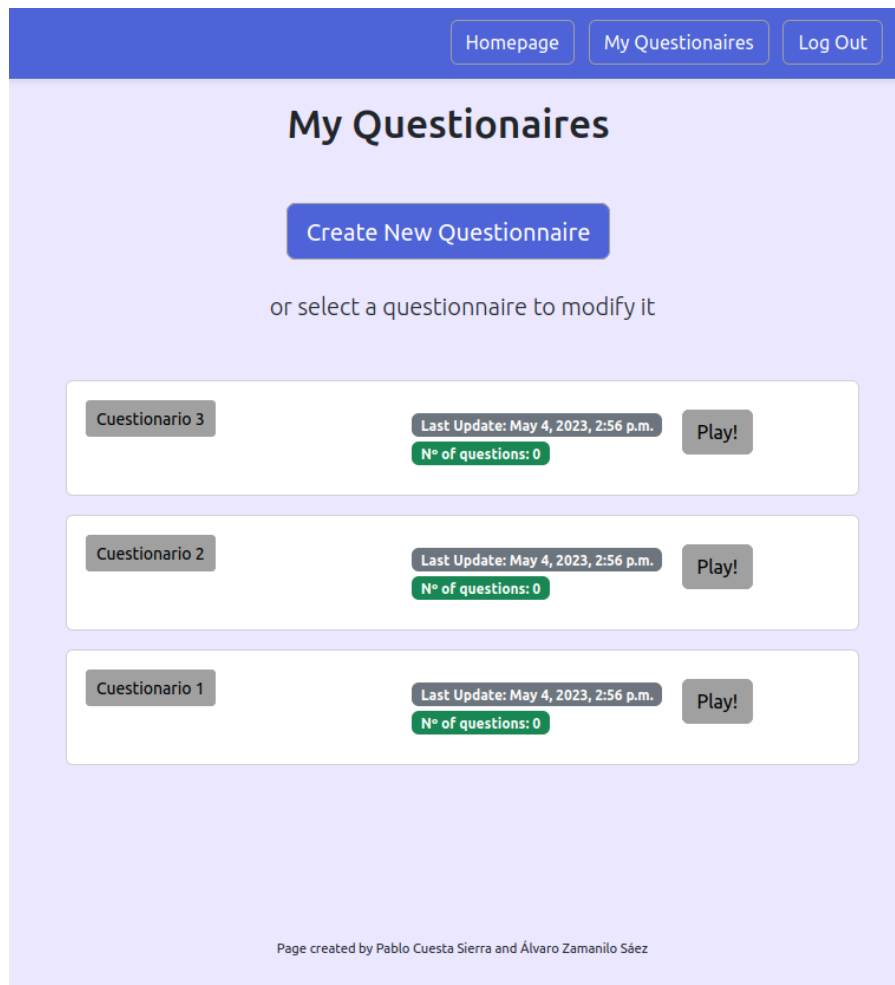 Homepage My Questionaires Log Out
My Questionaires
Create New Questionnaire
or select a questionnaire to modify it
Cuestionario 3
Last Update: May 4, 2023, 2:56 p.m.
Nº of questions: 0
Play!
Cuestionario 2
Last Update: May 4, 2023, 2:56 p.m.
Nº of questions: 0
Play!
Cuestionario 1
Last Update: May 4, 2023, 2:56 p.m.
Nº of questions: 0
Play!
Page created by Pablo Cuesta Sierra and Álvaro Zamanilo Sáez